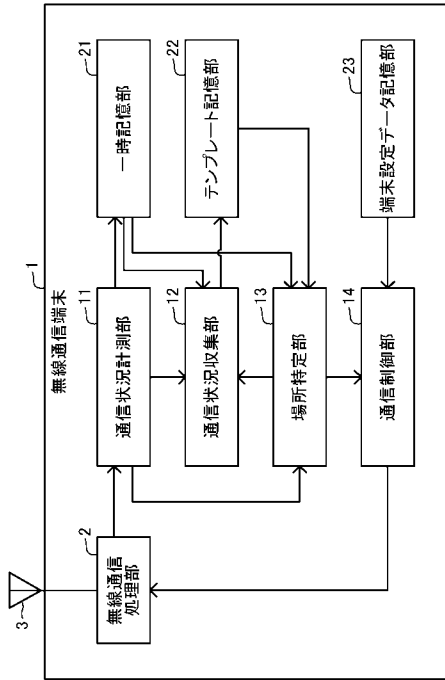 1
無線通信端末
3
2
無線通信
処理部
11
通信状況計測部
12
通信状況収集部
13
場所特定部
14
通信制御部
21
一時記憶部
22
テンプレート記憶部
23
端末設定データ記憶部